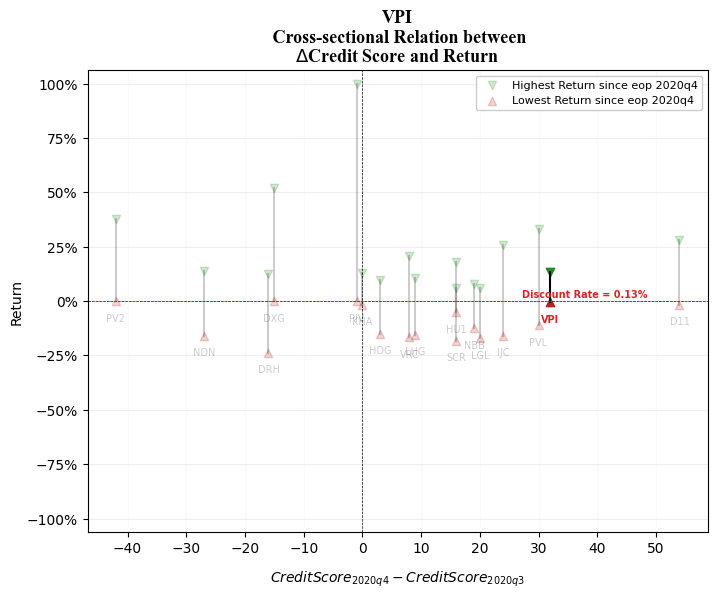 VPI
Cross-sectional Relation between
ΔCredit Score and Return
Highest Return since eop 2020q4
Lowest Return since eop 2020q4
100%
75%
50%
25%
0%
−25%
−50%
−75%
−100%
Return
Discount Rate = 0.13%
PV2
NDN
DRH
DXG
HDG
VRC
LHG
HU1
SCR
NBB
LGL
IJC
PVL
VPI
D11
−40
−30
−20
−10
0
10
20
30
40
50
CreditScore2020q4 − CreditScore2020q3